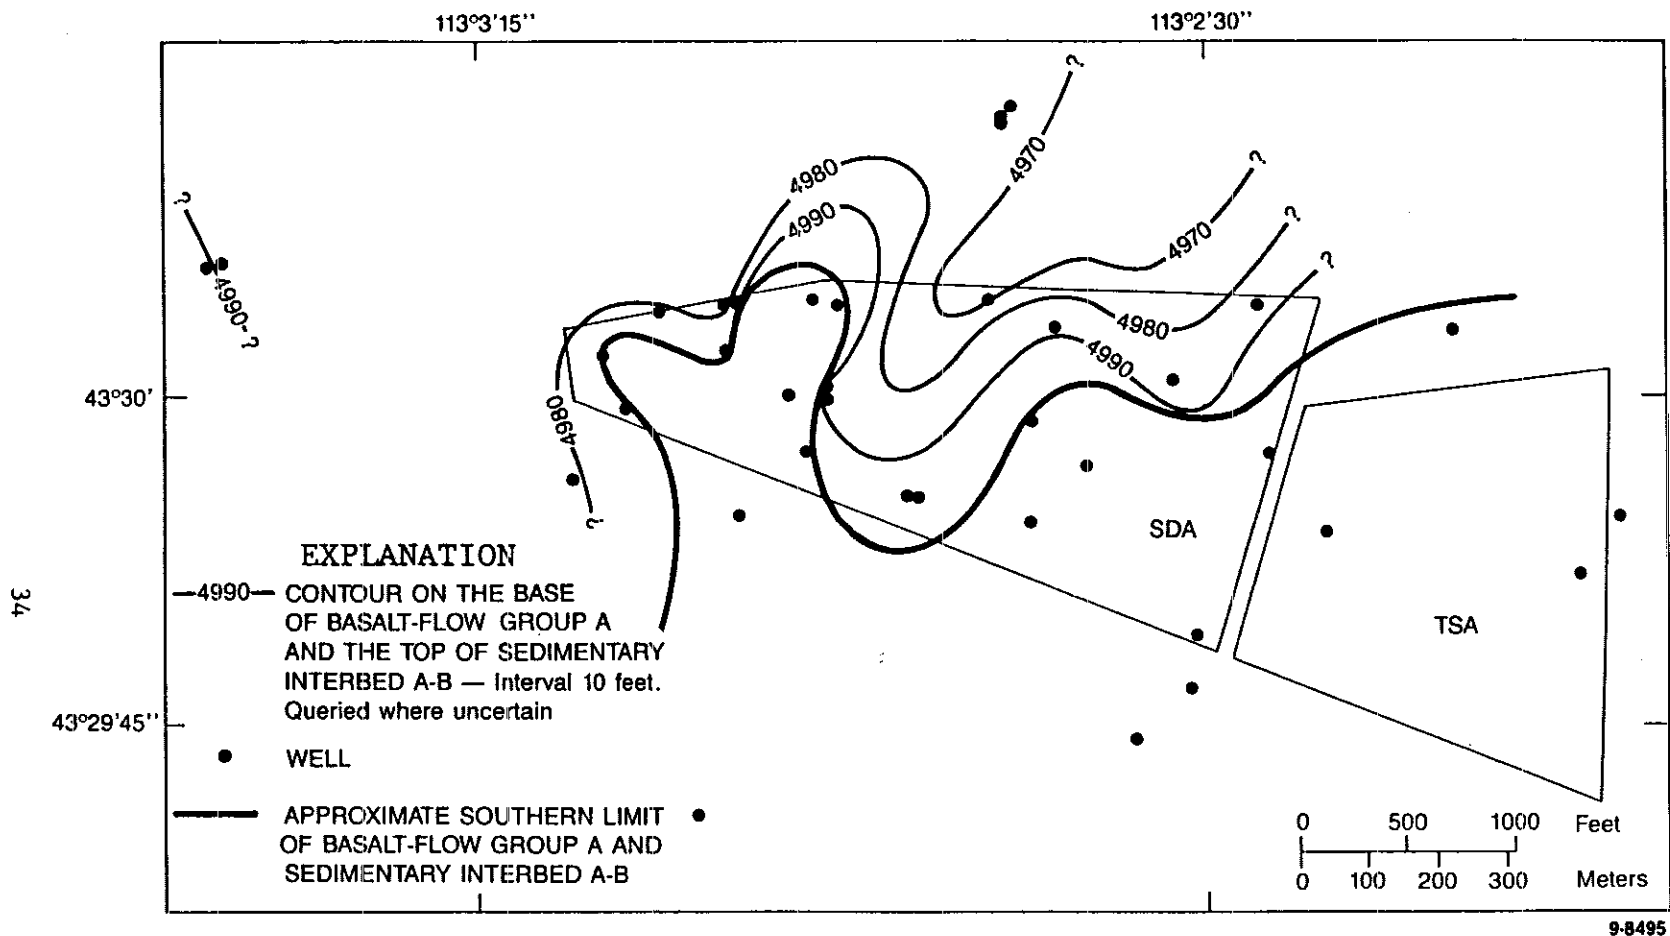 113°3'15"
113°2'30"
?
4970
?
4980
?
4990
?
4970
?
4990-?
4980
4990
43°30'
4980
?
SDA
EXPLANATION
—4990— CONTOUR ON THE BASE
OF BASALT-FLOW GROUP A
AND THE TOP OF SEDIMENTARY
INTERBED A-B — Interval 10 feet.
Queried where uncertain
34
TSA
43°29'45"
WELL
APPROXIMATE SOUTHERN LIMIT
OF BASALT-FLOW GROUP A AND
SEDIMENTARY INTERBED A-B
0 500 1000 Feet
0 100 200 300 Meters
9-8495